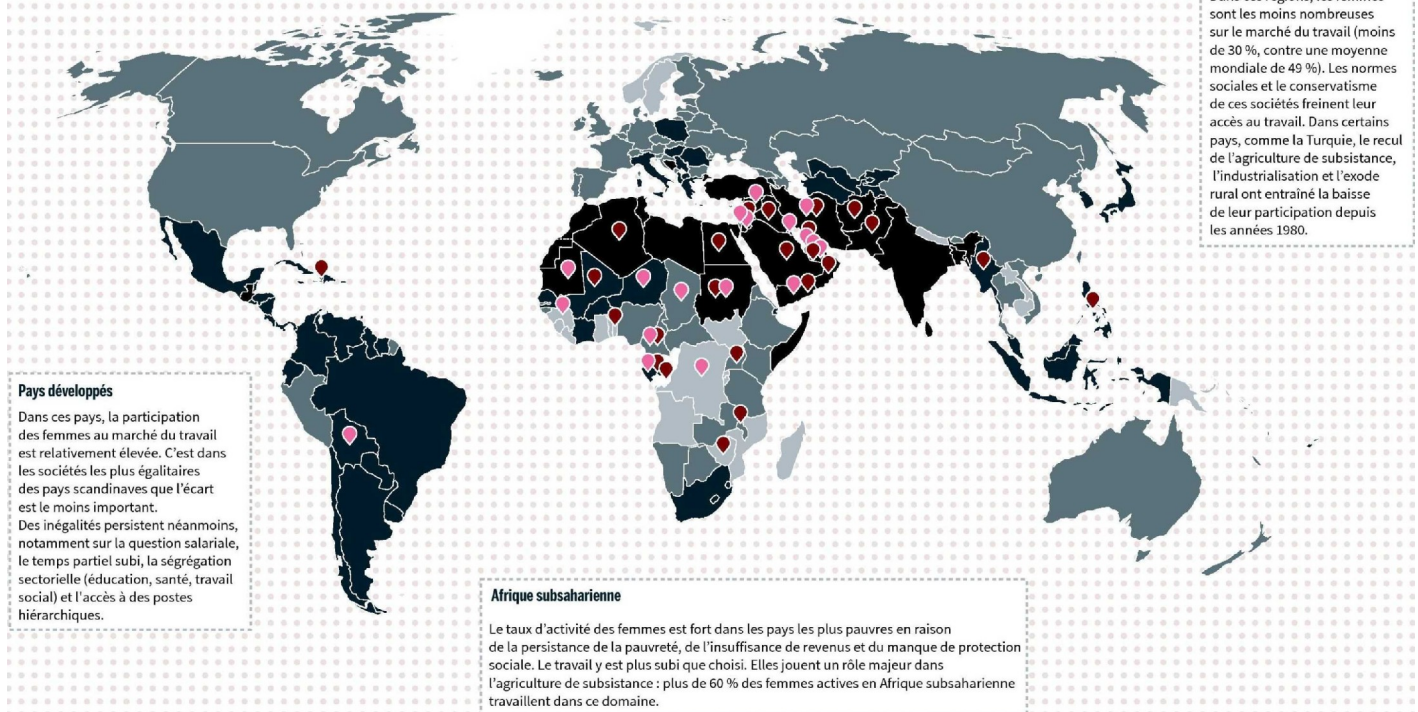 sont les moins nombreuses
sur le marché du travail (moins
de 30 %, contre une moyenne
mondiale de 49 %). Les normes
sociales et le conservatisme
de ces sociétés freinent leur
accès au travail. Dans certains
pays, comme la Turquie, le recul
de l’agriculture de subsistance,
l’industrialisation et l’exode
rural ont entraîné la baisse
de leur participation depuis
les années 1980.
Pays développés
Dans ces pays, la participation
des femmes au marché du travail
est relativement élevée. C’est dans
les sociétés les plus égalitaires
des pays scandinaves que l’écart
est le moins important.
Des inégalités persistent néanmoins,
notamment sur la question salariale,
le temps partiel subi, la ségrégation
sectorielle (éducation, santé, travail
social) et l'accès à des postes
hiérarchiques.
Afrique subsaharienne
Le taux d’activité des femmes est fort dans les pays les plus pauvres en raison
de la persistance de la pauvreté, de l’insuffisance de revenus et du manque de protection
sociale. Le travail y est plus subi que choisi. Elles jouent un rôle majeur dans
l’agriculture de subsistance : plus de 60 % des femmes actives en Afrique subsaharienne
travaillent dans ce domaine.